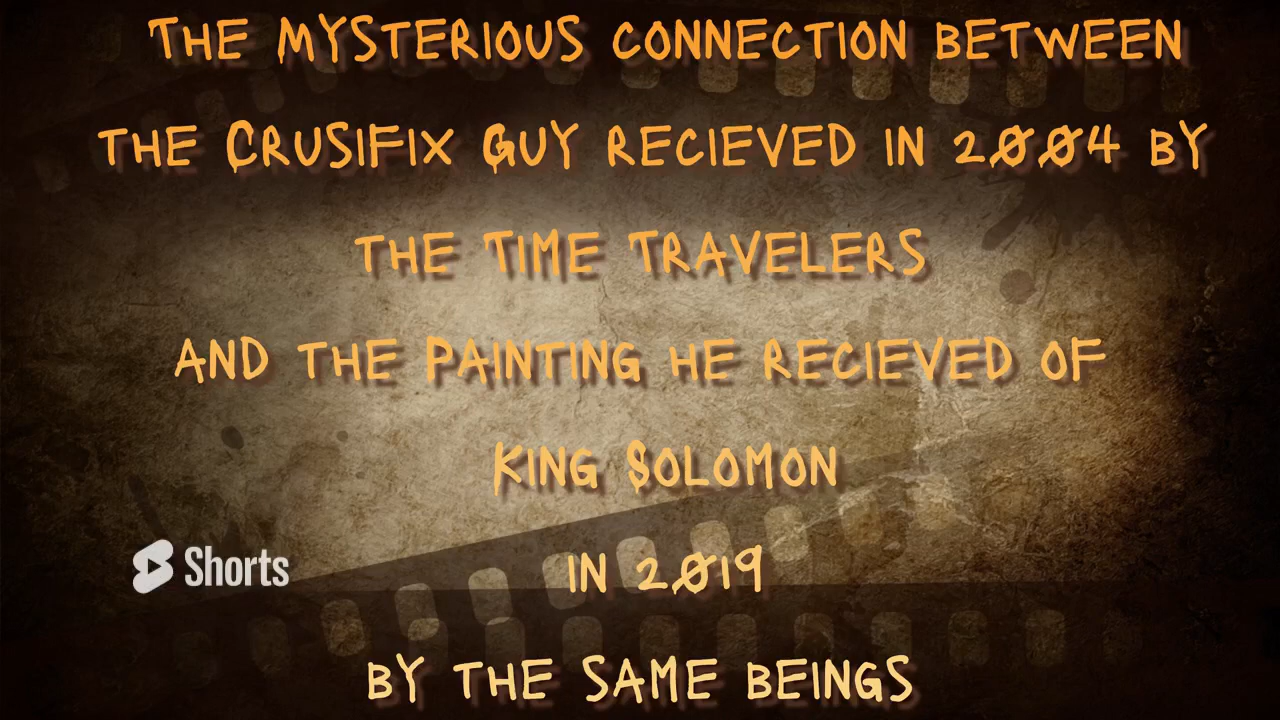 The mysterious connection between
the Crusifix Guy recieved in 2004 by
the Time Travelers
and the Painting he recieved of
King Solomon
in 2019
Shorts
by the same beings